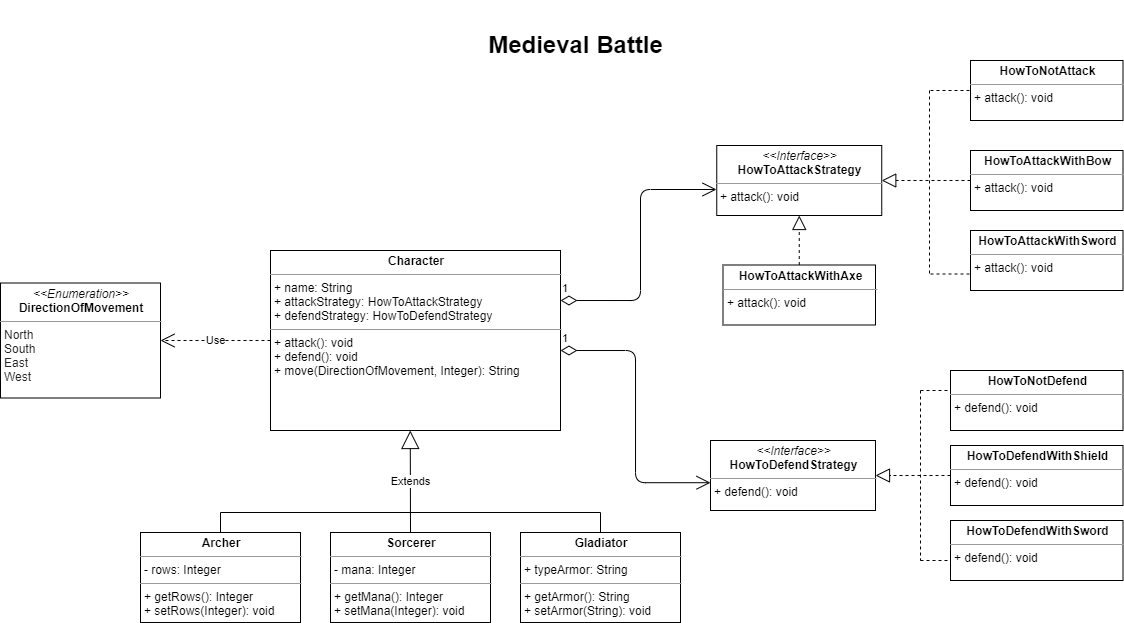 Medieval Battle
HowToNotAttack
+ attack(): void
<<Interface>>
HowToAttackStrategy
+ attack(): void
HowToAttackWithBow
+ attack(): void
HowToAttackWithSword
+ attack(): void
HowToAttackWithAxe
+ attack(): void
Character
+ name: String
+ attackStrategy: HowToAttackStrategy
+ defendStrategy: HowToDefendStrategy
+ attack(): void
+ defend(): void
+ move(DirectionOfMovement, Integer): String
1
1
<<Enumeration>>
DirectionOfMovement
North
South
East
West
Use
HowToNotDefend
+ defend(): void
<<Interface>>
HowToDefendStrategy
+ defend(): void
HowToDefendWithShield
+ defend(): void
HowToDefendWithSword
+ defend(): void
Extends
Archer
- rows: Integer
+ getRows(): Integer
+ setRows(Integer): void
Sorcerer
- mana: Integer
+ getMana(): Integer
+ setMana(Integer): void
Gladiator
+ typeArmor: String
+ getArmor(): String
+ setArmor(String): void